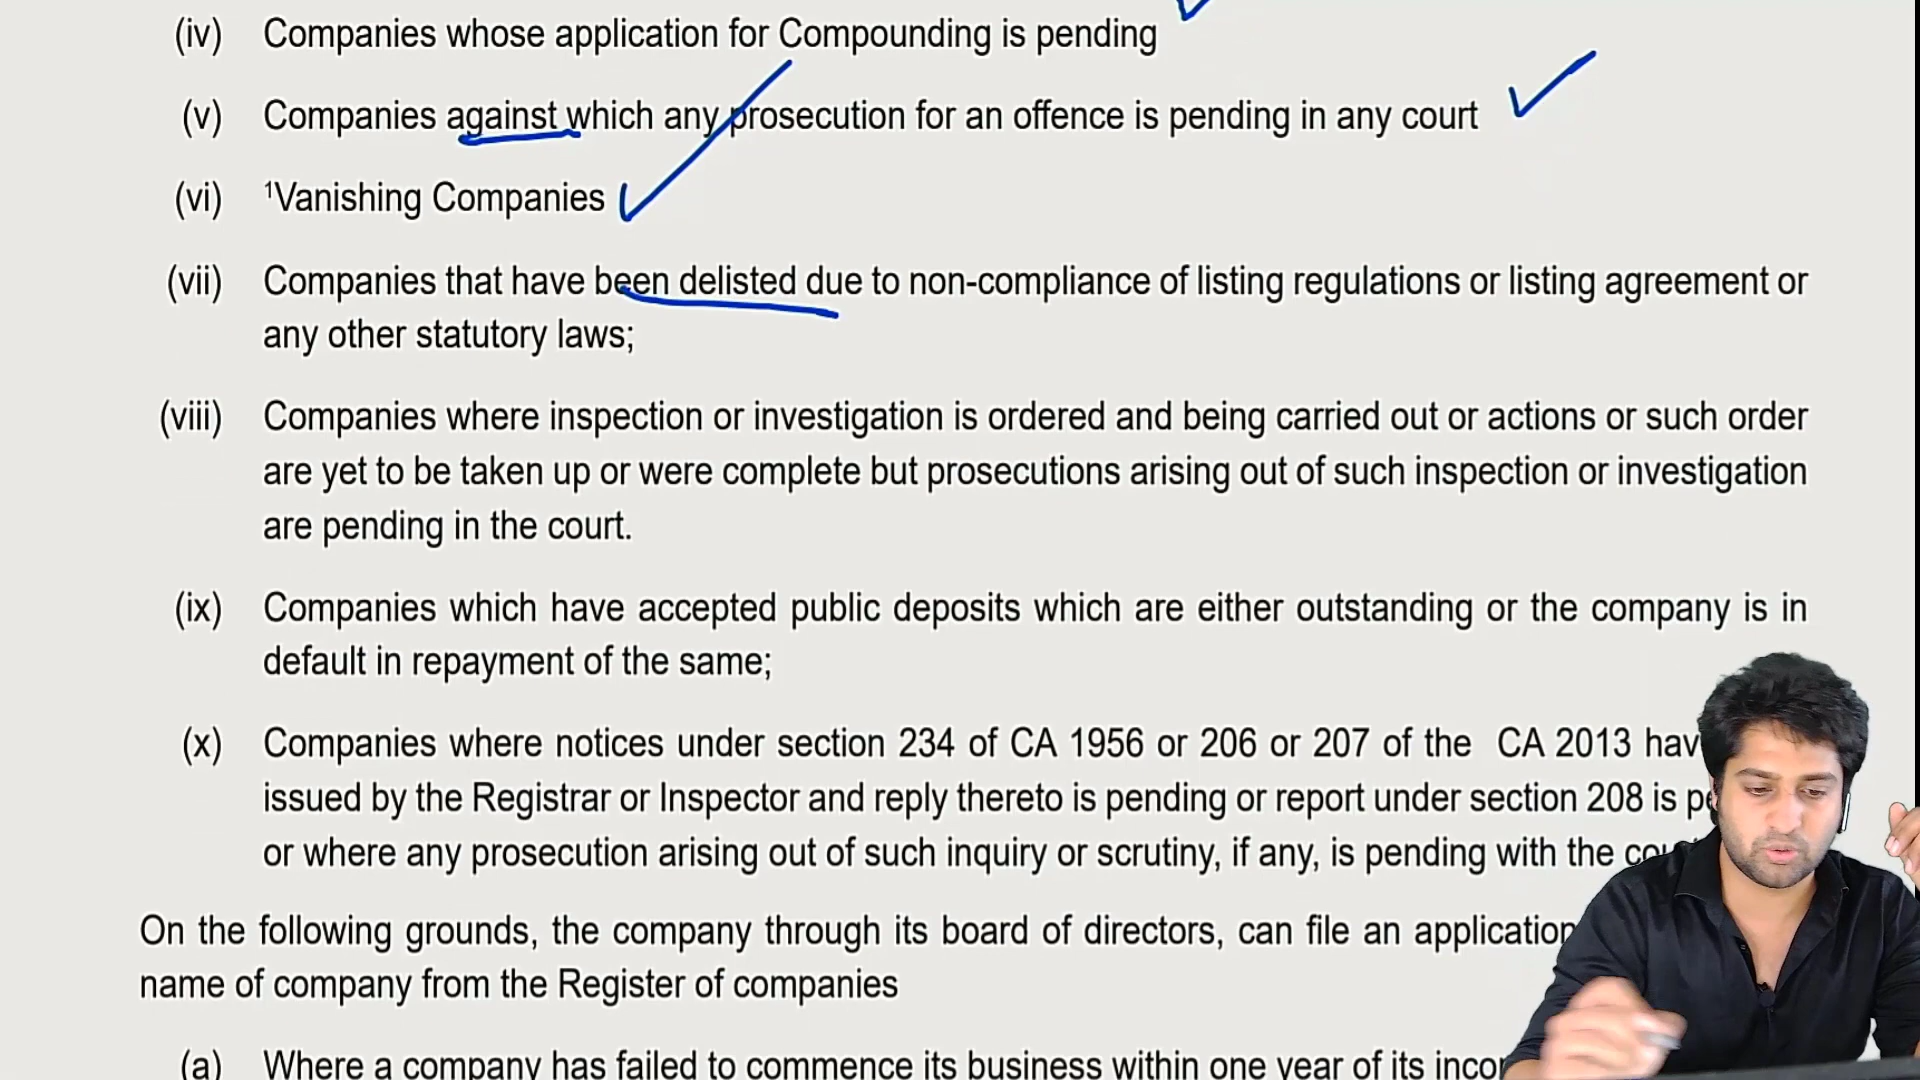 (iv) Companies whose application for Compounding is pending
(v) Companies against which any prosecution for an offence is pending in any court
(vi) ¹Vanishing Companies
(vii) Companies that have been delisted due to non-compliance of listing regulations or listing agreement or
any other statutory laws;
(viii) Companies where inspection or investigation is ordered and being carried out or actions or such order
are yet to be taken up or were complete but prosecutions arising out of such inspection or investigation
are pending in the court.
(ix) Companies which have accepted public deposits which are either outstanding or the company is in
default in repayment of the same;
(x) Companies where notices under section 234 of CA 1956 or 206 or 207 of the CA 2013
issued by the Registrar or Inspector and reply thereto is pending or report under section 208 is
or where any prosecution arising out of such inquiry or scrutiny, if any, is pending with the
On the following grounds, the company through its board of directors, can file an application
name of company from the Register of companies
(a) Where a company has failed to commence its business within one year of its